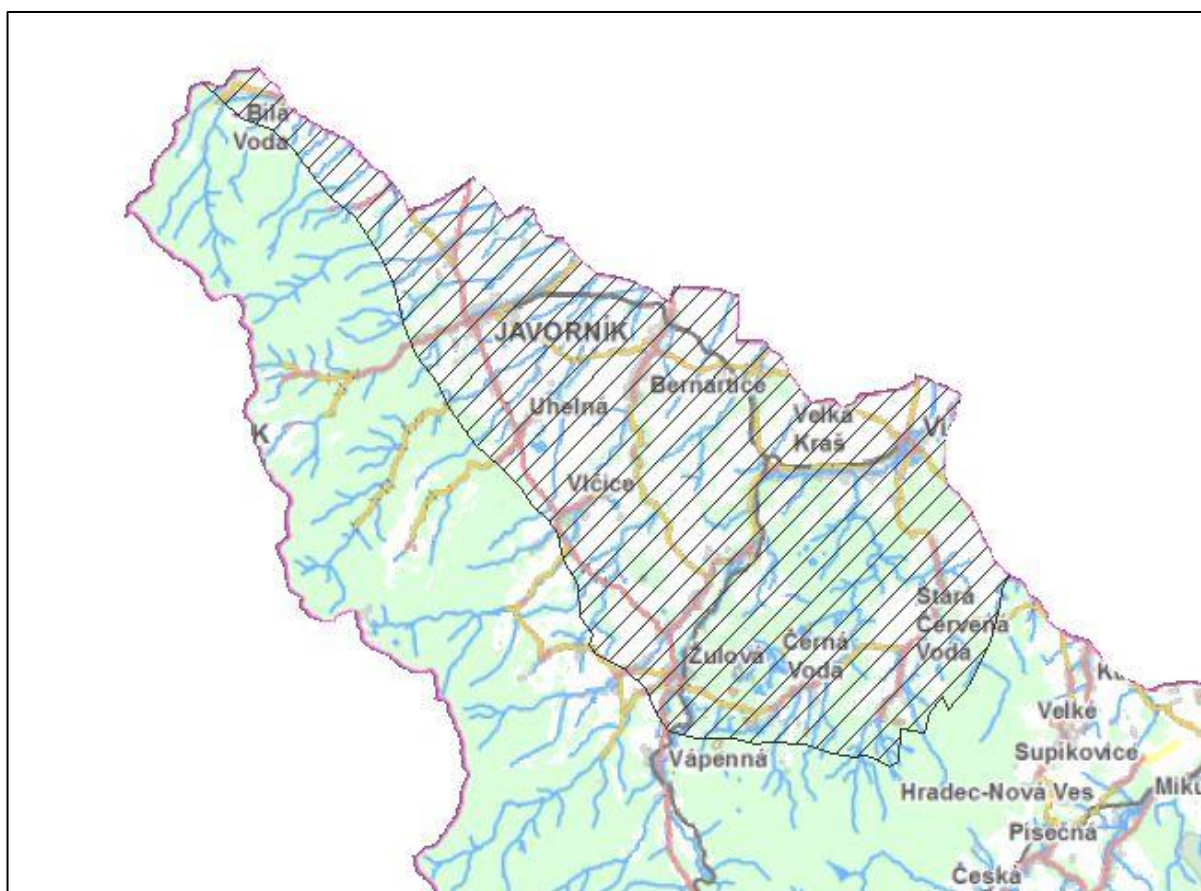 Bílá
Voda
JAVORNÍK
Bernartice
Uhelná
Velká
Kraš
K
Vlčice
Stará
Červená
Voda
Žulová
Černá
Voda
Velké
Vápenná
Supíkovice
Hradec-Nová Ves
Písečná
Česká